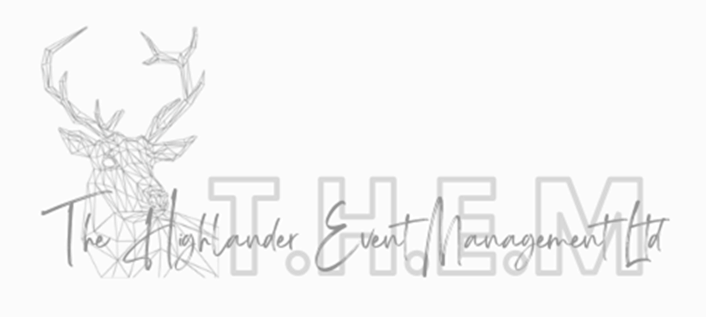 T.H.E.M
The Highlander Event Management Ltd